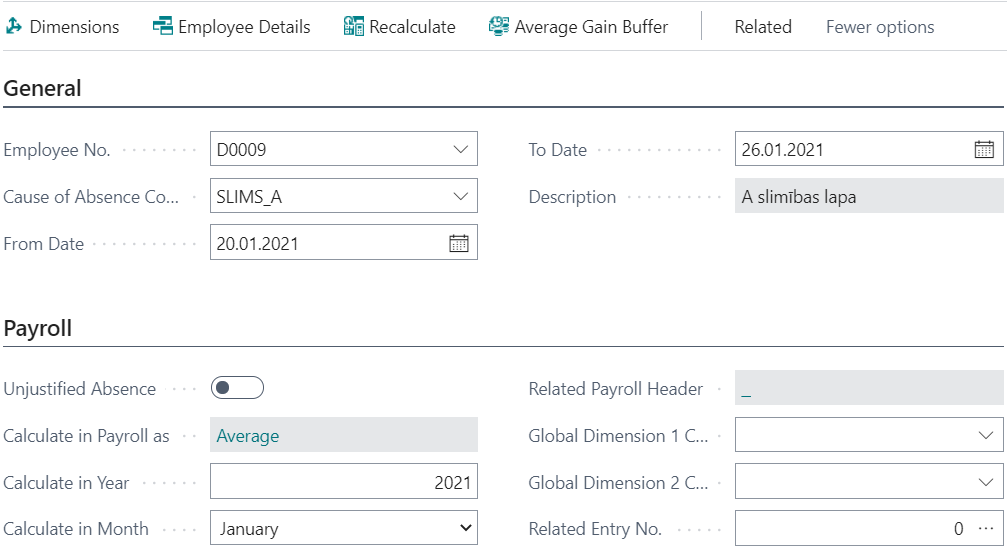 Dimensions Employee Details Recalculate Average Gain Buffer Related Fewer options
General
Employee No. D0009 To Date 26.01.2021
Cause of Absence Co... SLIMS_A Description A slimības lapa
From Date 20.01.2021
Payroll
Unjustified Absence Related Payroll Header _
Calculate in Payroll as Average Global Dimension 1 C...
Calculate in Year 2021 Global Dimension 2 C...
Calculate in Month January Related Entry No. 0 ...